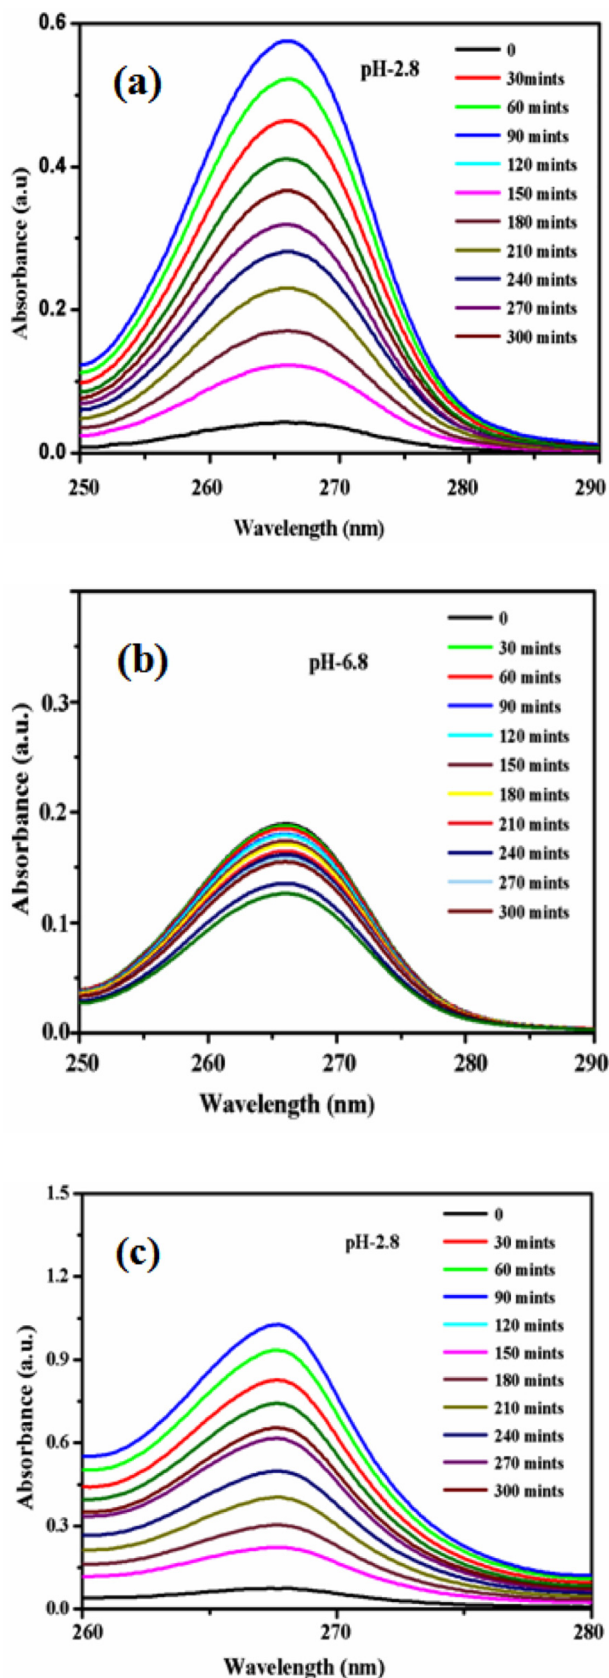 0.6
(a)
pH-2.8
0
30mints
60 mints
90 mints
120 mints
150 mints
180 mints
210 mints
240 mints
270 mints
300 mints
0.4
0.2
0.0
Absorbance (a.u)
250 260 270 280 290
Wavelength (nm)
(b)
pH-6.8
0
30 mints
60 mints
90 mints
120 mints
150 mints
180 mints
210 mints
240 mints
270 mints
300 mints
0.3
0.2
0.1
0.0
Absorbance (a.u.)
250 260 270 280 290
Wavelength (nm)
1.5
(c)
pH-2.8
0
30 mints
60 mints
90 mints
120 mints
150 mints
180 mints
210 mints
240 mints
270 mints
300 mints
1.2
0.9
0.6
0.3
0.0
Absorbance (a.u.)
260 270 280
Wavelength (nm)